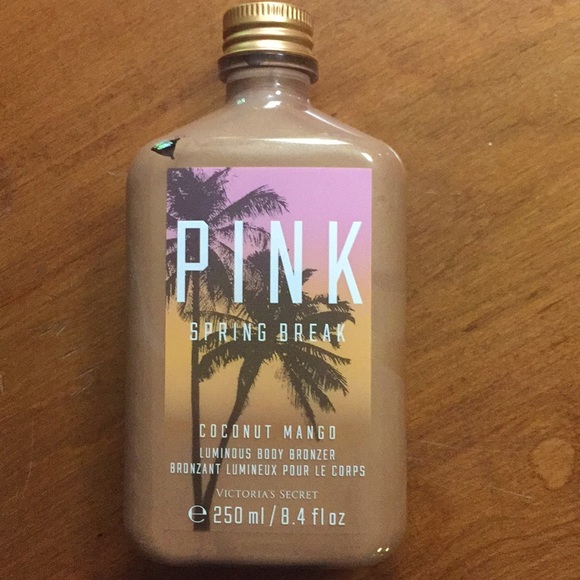 PINK
SPRING BREAK
COCONUT MANGO
LUMINOUS BODY BRONZER
BRONZANT LUMINEUX POUR LE CORPS
VICTORIA'S SECRET
℮ 250 ml / 8.4 fl oz